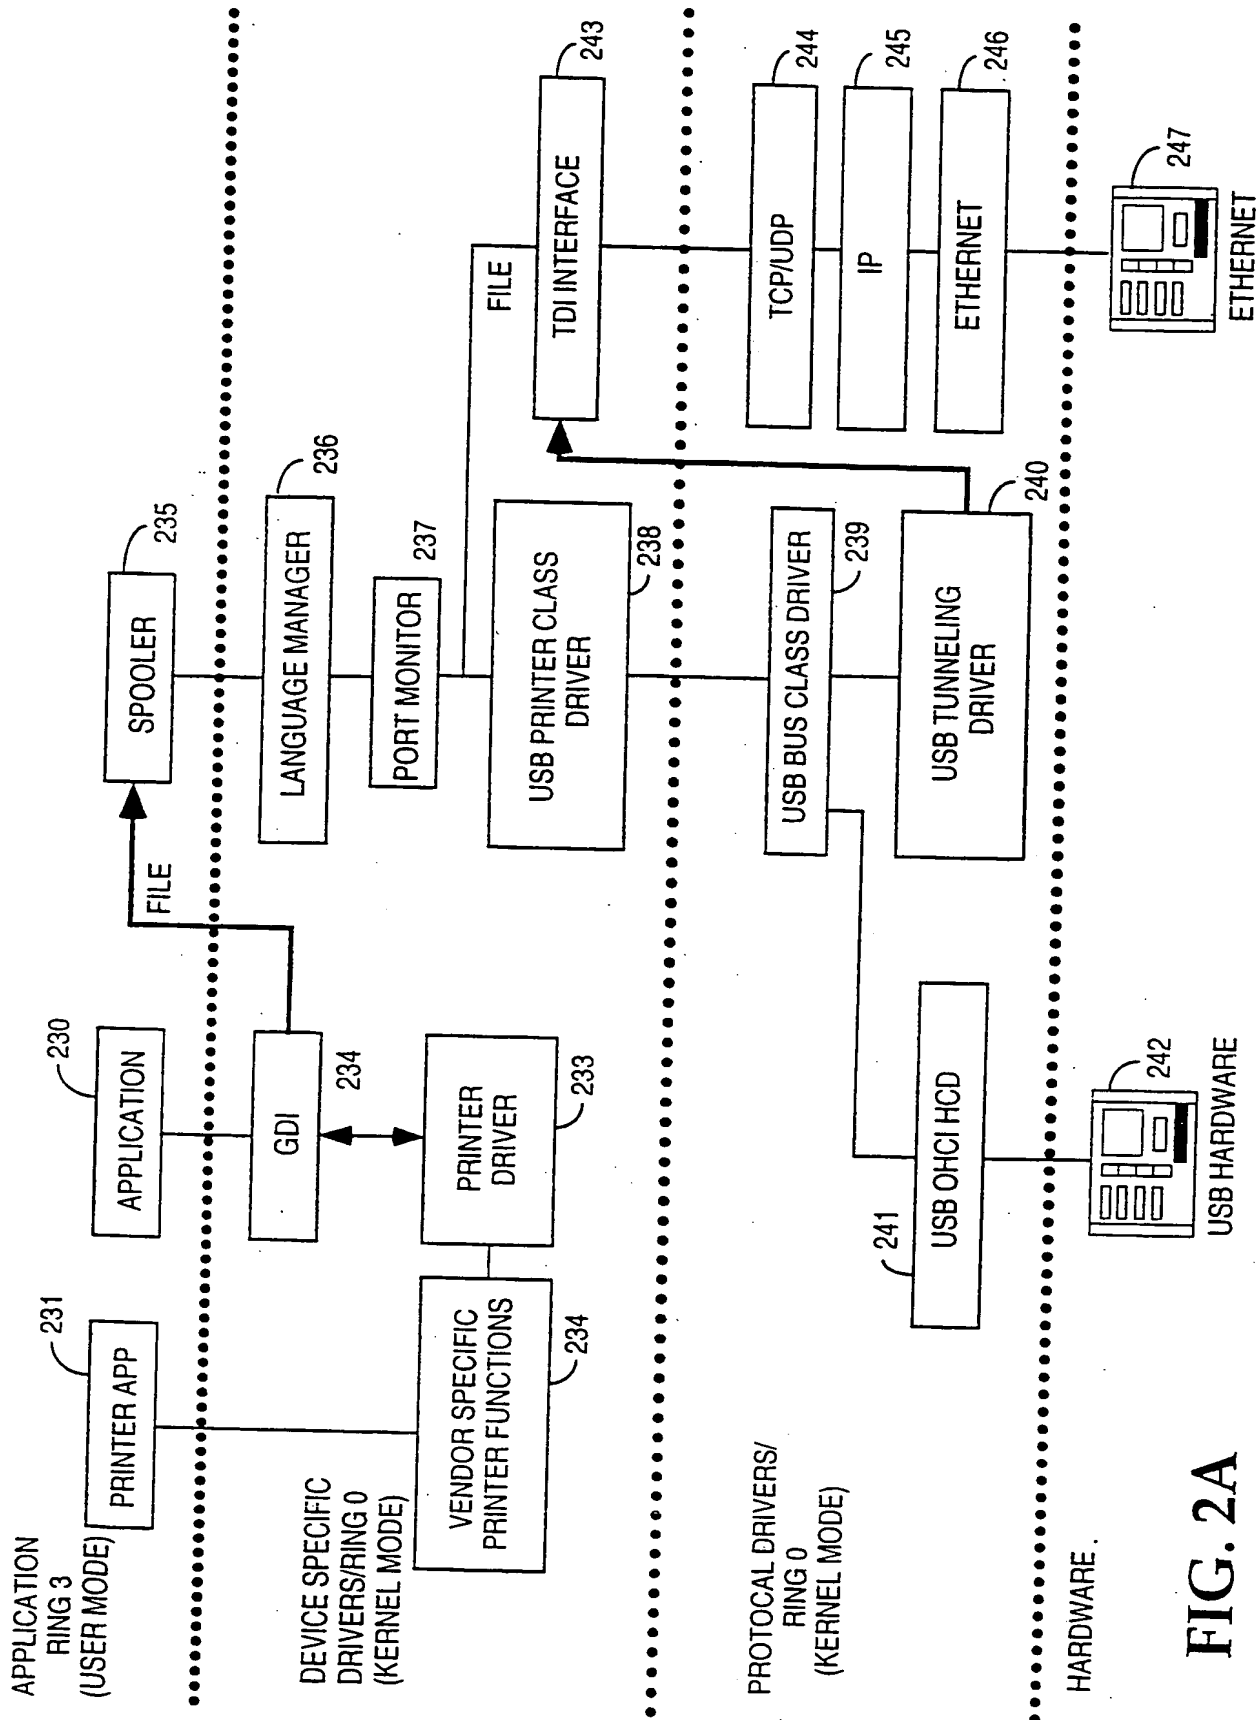 APPLICATION
RING 3
(USER MODE)
PRINTER APP
231
APPLICATION
230
FILE
SPOOLER
235
DEVICE SPECIFIC
DRIVERS/RING 0
(KERNEL MODE)
VENDOR SPECIFIC
PRINTER FUNCTIONS
234
GDI
234
PRINTER
DRIVER
233
LANGUAGE MANAGER
236
PORT MONITOR
237
USB PRINTER CLASS
DRIVER
238
FILE
TDI INTERFACE
243
PROTOCAL DRIVERS/
RING 0
(KERNEL MODE)
241
USB OHCI HCD
USB BUS CLASS DRIVER
239
USB TUNNELING
DRIVER
240
TCP/UDP
244
IP
245
ETHERNET
246
HARDWARE
242
USB HARDWARE
247
ETHERNET
FIG. 2A